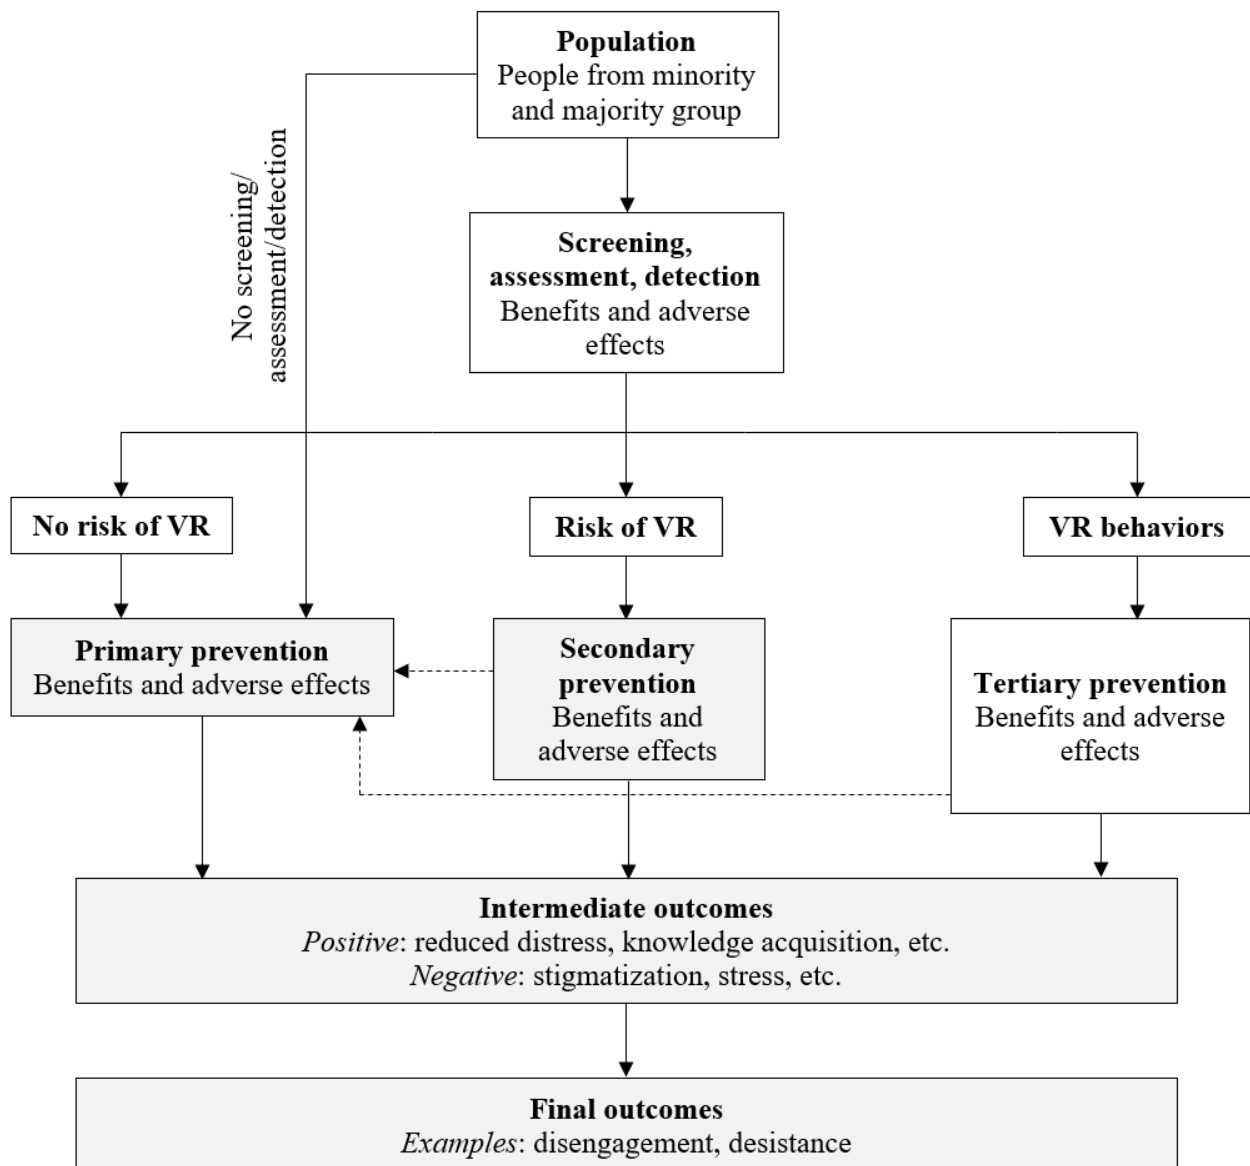 Population
People from minority
and majority group
No screening/
assessment/detection
Screening,
assessment, detection
Benefits and adverse
effects
No risk of VR
Risk of VR
VR behaviors
Primary prevention
Benefits and adverse effects
Secondary
prevention
Benefits and
adverse effects
Tertiary prevention
Benefits and adverse
effects
Intermediate outcomes
Positive: reduced distress, knowledge acquisition, etc.
Negative: stigmatization, stress, etc.
Final outcomes
Examples: disengagement, desistance